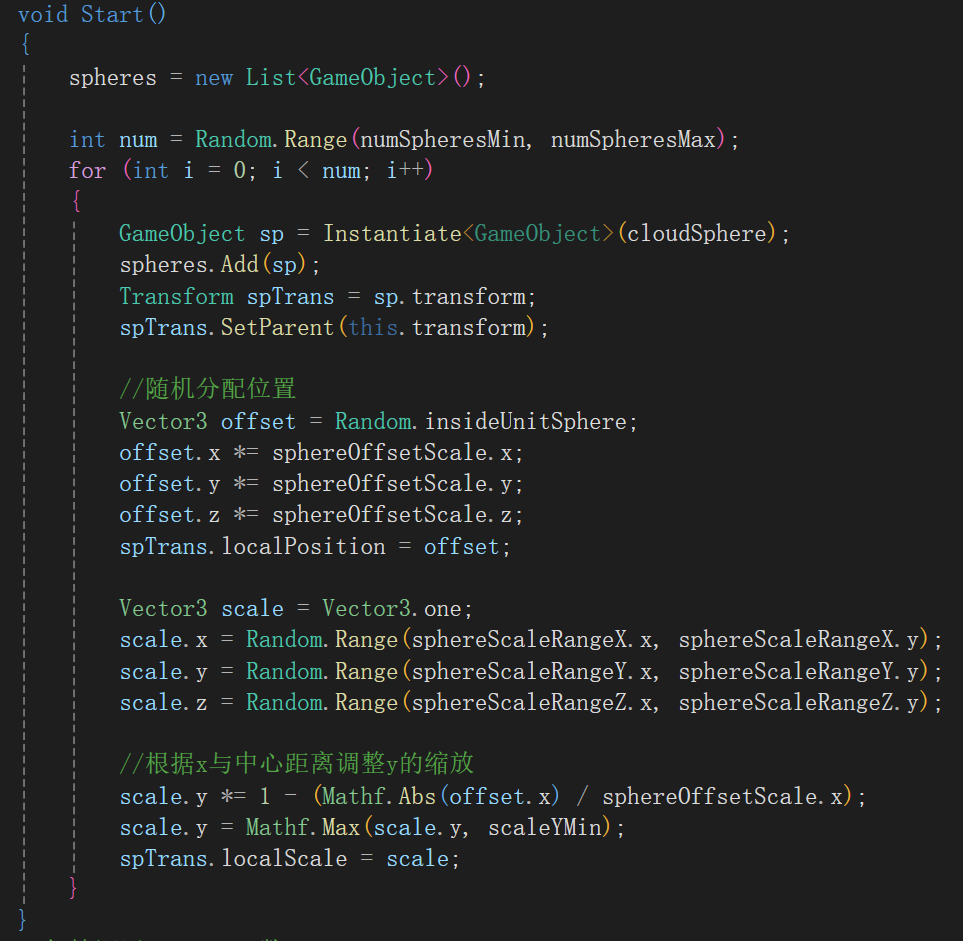 void Start()
{
spheres = new List<GameObject>();
int num = Random.Range(numSpheresMin, numSpheresMax);
for (int i = 0; i < num; i++)
{
GameObject sp = Instantiate<GameObject>(cloudSphere);
spheres.Add(sp);
Transform spTrans = sp.transform;
spTrans.SetParent(this.transform);
//随机分配位置
Vector3 offset = Random.insideUnitSphere;
offset.x *= sphereOffsetScale.x;
offset.y *= sphereOffsetScale.y;
offset.z *= sphereOffsetScale.z;
spTrans.localPosition = offset;
Vector3 scale = Vector3.one;
scale.x = Random.Range(sphereScaleRangeX.x, sphereScaleRangeX.y);
scale.y = Random.Range(sphereScaleRangeY.x, sphereScaleRangeY.y);
scale.z = Random.Range(sphereScaleRangeZ.x, sphereScaleRangeZ.y);
//根据x与中心距离调整y的缩放
scale.y *= 1 - (Mathf.Abs(offset.x) / sphereOffsetScale.x);
scale.y = Mathf.Max(scale.y, scaleYMin);
spTrans.localScale = scale;
}
}